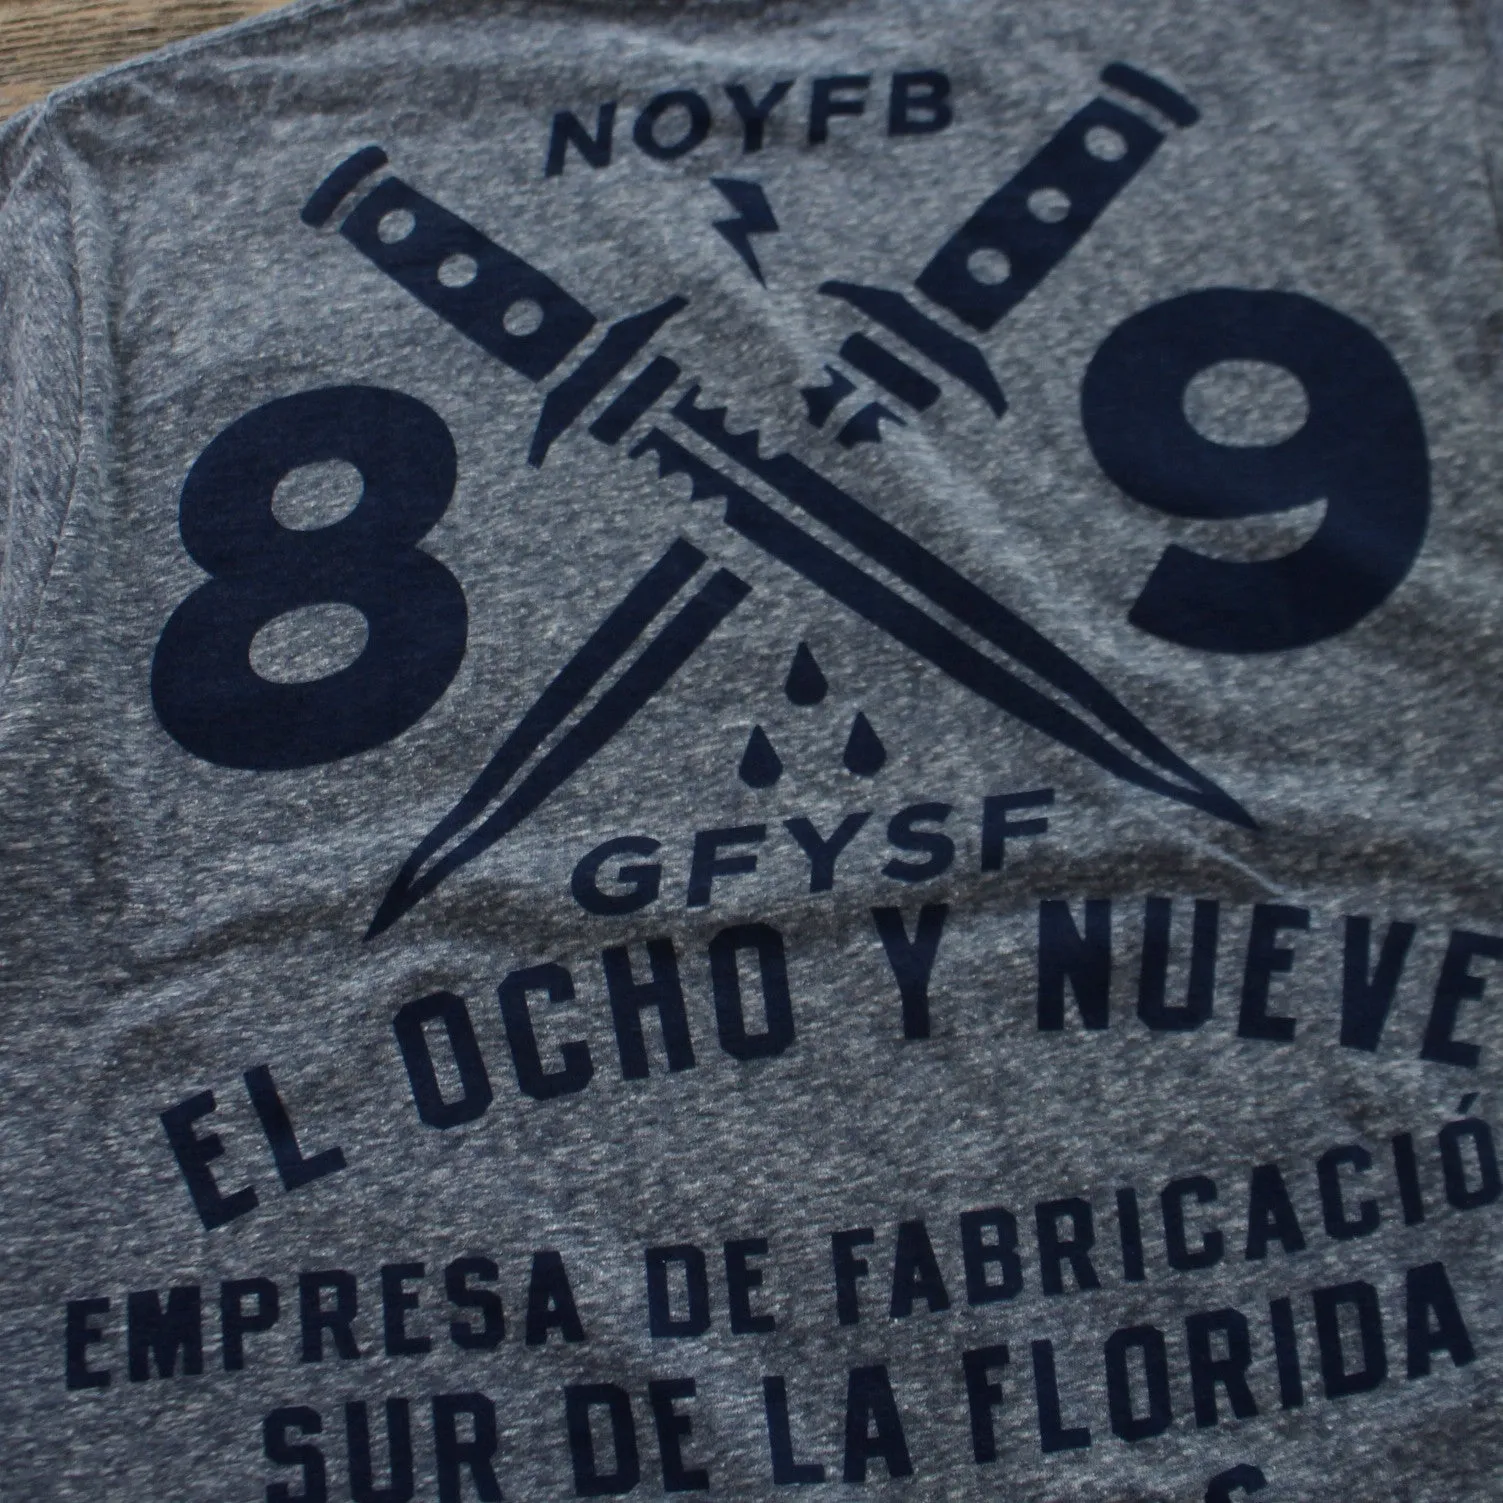 NOYFB
8 9
GFYSF
EL OCHO Y NUEVE
EMPRESA DE FABRICACIÓ
SUR DE LA FLORIDA